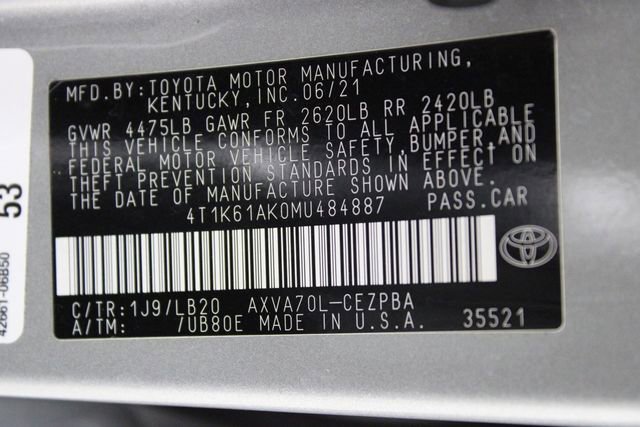 MFD.BY:TOYOTA MOTOR MANUFACTURING,
KENTUCKY,INC.06/21
GVWR 4475LB GAWR FR 2620LB RR 2420LB
THIS VEHICLE CONFORMS TO ALL APPLICABLE
FEDERAL MOTOR VEHICLE SAFETY,BUMPER,AND
THEFT PREVENTION STANDARDS IN EFFECT ON
THE DATE OF MANUFACTURE SHOWN ABOVE.
4T1K61AK0MU484887 PASS.CAR
C/TR:1J9/LB20 AXVA70L-CEZPBA
A/TM: /UB80E MADE IN U.S.A. 35521
53
42661-06B50